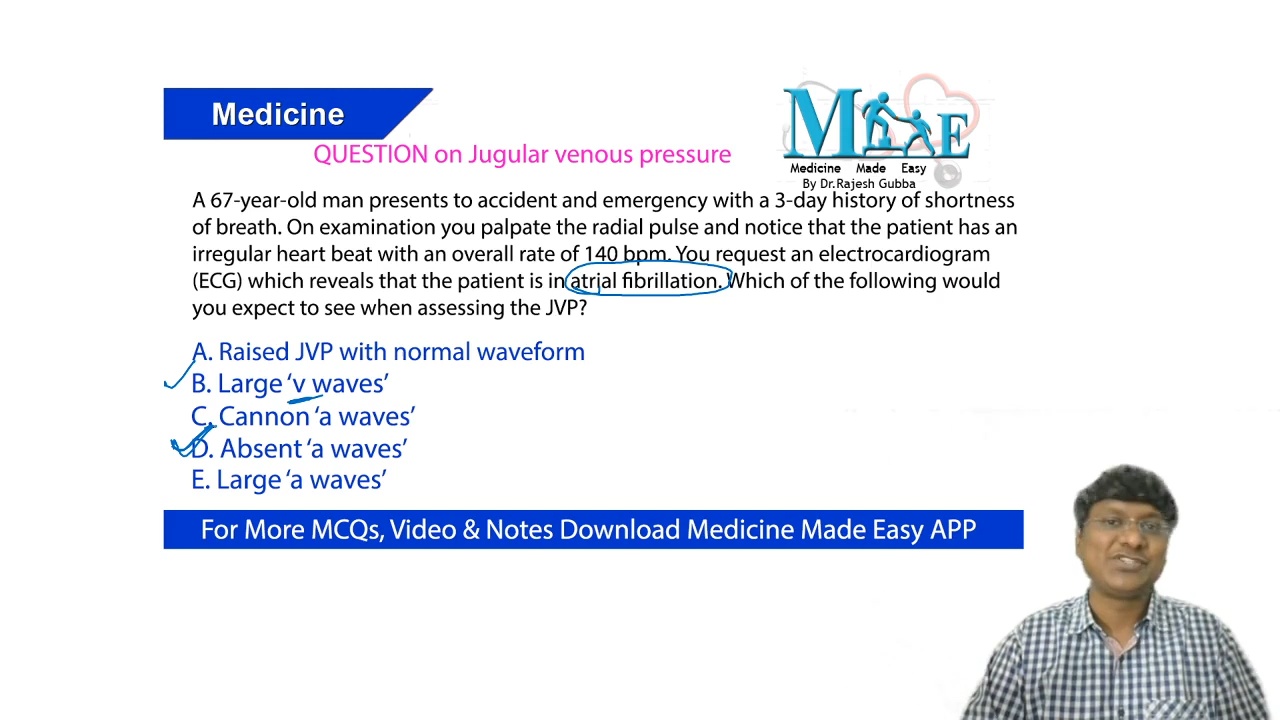 Medicine
MME
Medicine Made Easy
By Dr.Rajesh Gubba
QUESTION on Jugular venous pressure
A 67-year-old man presents to accident and emergency with a 3-day history of shortness
of breath. On examination you palpate the radial pulse and notice that the patient has an
irregular heart beat with an overall rate of 140 bpm. You request an electrocardiogram
(ECG) which reveals that the patient is in atrial fibrillation. Which of the following would
you expect to see when assessing the JVP?
A. Raised JVP with normal waveform
B. Large ‘v waves’
C. Cannon ‘a waves’
D. Absent ‘a waves’
E. Large ‘a waves’
For More MCQs, Video & Notes Download Medicine Made Easy APP